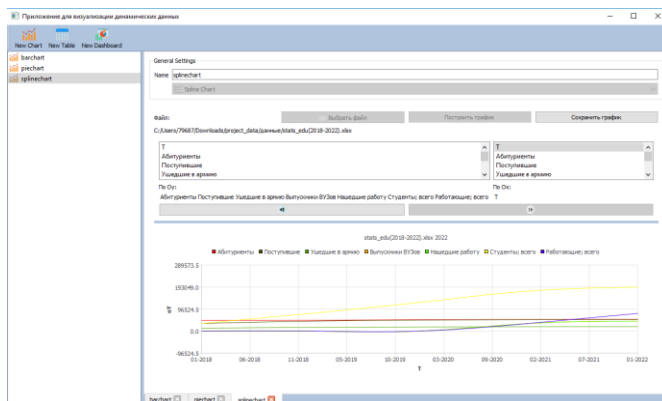 Приложение для визуализации динамических данных
New Chart New Table New Dashboard
barchart
piechart
splinechart
General Settings
Name splinechart
Spline Chart
Файл: Выбрать файл Построить график Сохранить график
C:/Users/79687/Downloads/project_data/данные/stats_edu(2018-2022).xlsx
T T
Абитуриенты Абитуриенты
Поступившие Поступившие
Ушедшие в армию Ушедшие в армию
По Oy: По Ox:
Абитуриенты Поступившие Ушедшие в армию Выпускники ВУЗов Нашедшие работу Студенты; всего Работающие; всего T
stats_edu(2018-2022).xlsx 2022
Абитуриенты Поступившие Ушедшие в армию Выпускники ВУЗов Нашедшие работу Студенты; всего Работающие; всего
289573.5
193049.0
96524.5
0.0
-96524.5
01-2018 06-2018 11-2018 05-2019 10-2019 03-2020 09-2020 02-2021 07-2021 01-2022
T
barchart piechart splinechart